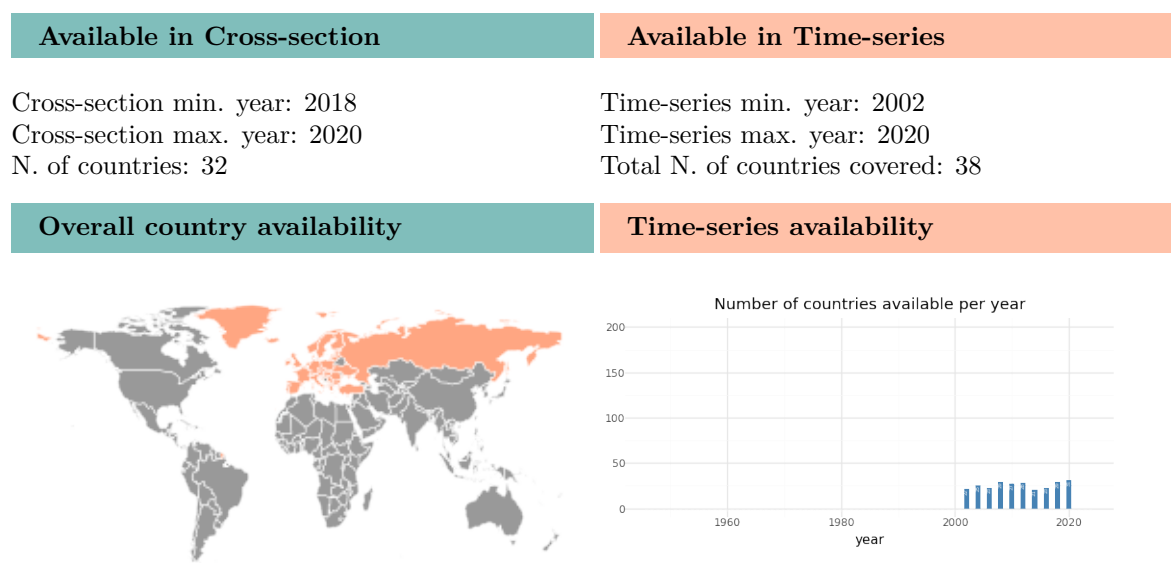 Available in Cross-section
Available in Time-series
Cross-section min. year: 2018
Cross-section max. year: 2020
N. of countries: 32
Time-series min. year: 2002
Time-series max. year: 2020
Total N. of countries covered: 38
Overall country availability
Time-series availability
Number of countries available per year
200
150
100
50
0
1960
1980
2000
2020
year